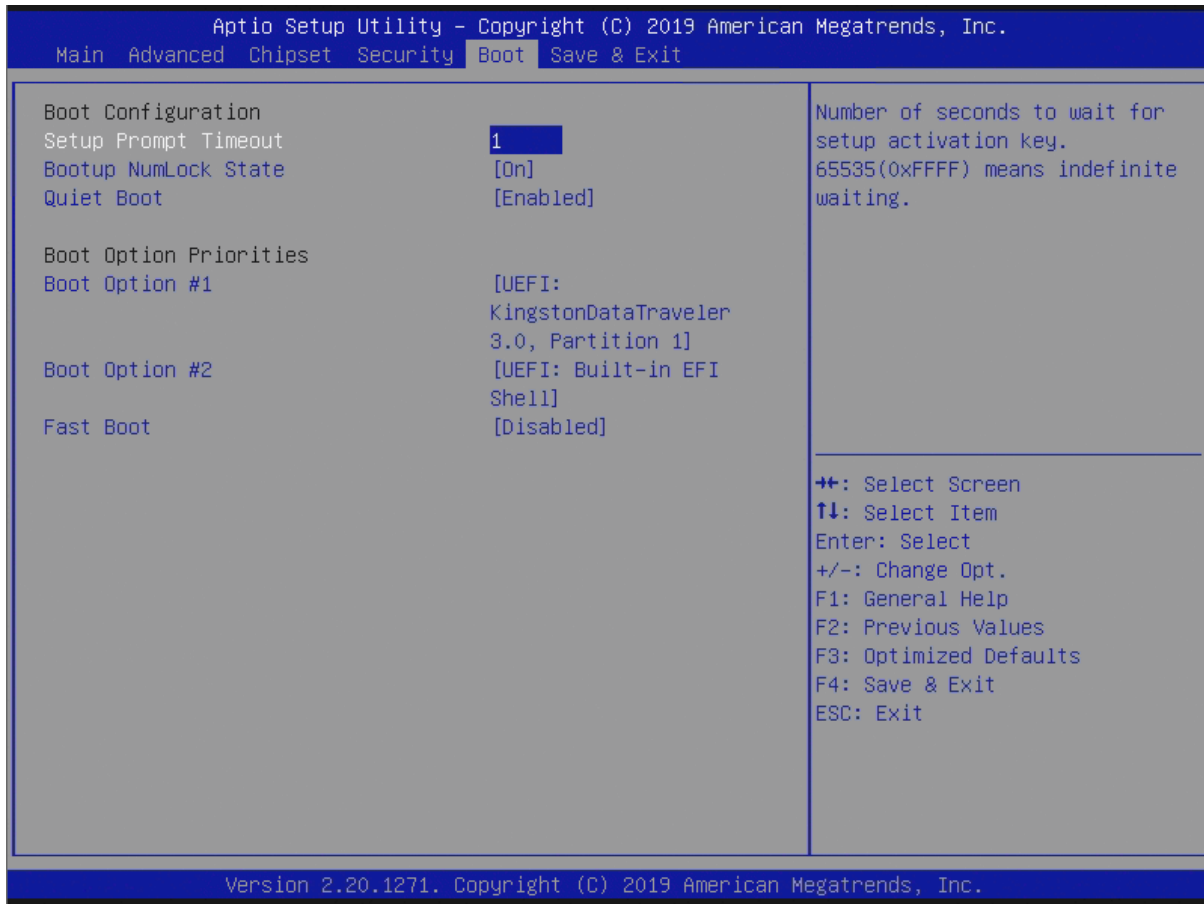 Aptio Setup Utility – Copyright (C) 2019 American Megatrends, Inc.
Main Advanced Chipset Security Boot Save & Exit
Boot Configuration
Setup Prompt Timeout 1
Bootup NumLock State [On]
Quiet Boot [Enabled]
Boot Option Priorities
Boot Option #1 [UEFI:
KingstonDataTraveler
3.0, Partition 1]
Boot Option #2 [UEFI: Built-in EFI
Shell]
Fast Boot [Disabled]
Number of seconds to wait for
setup activation key.
65535(0xFFFF) means indefinite
waiting.
→←: Select Screen
↑↓: Select Item
Enter: Select
+/-: Change Opt.
F1: General Help
F2: Previous Values
F3: Optimized Defaults
F4: Save & Exit
ESC: Exit
Version 2.20.1271. Copyright (C) 2019 American Megatrends, Inc.